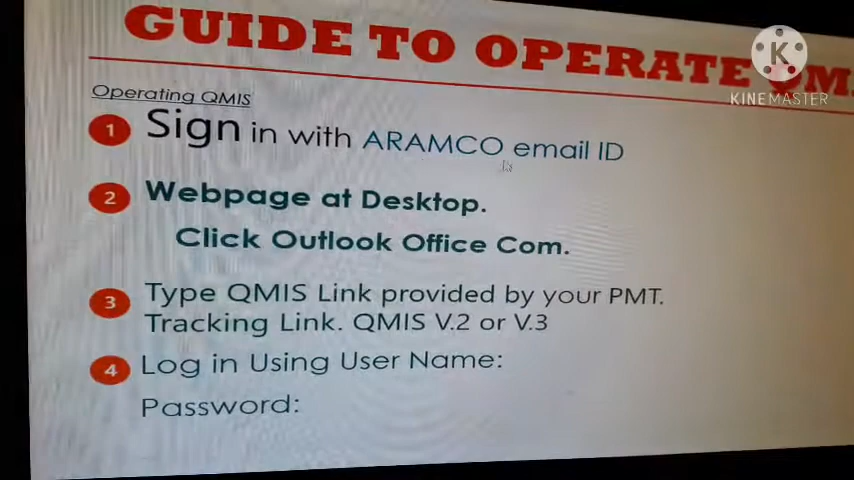 GUIDE TO OPERATE QM
KINEMASTER
Operating QMIS
1 Sign in with ARAMCO email ID
2 Webpage at Desktop.
Click Outlook Office Com.
3 Type QMIS Link provided by your PMT.
Tracking Link. QMIS V.2 or V.3
4 Log in Using User Name:
Password: